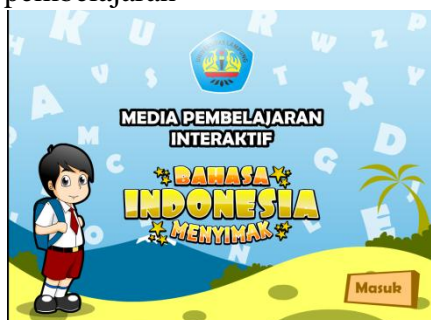 pembelajaran
MEDIA PEMBELAJARAN
INTERAKTIF
BAHASA
INDONESIA
MENYIMAK
Masuk